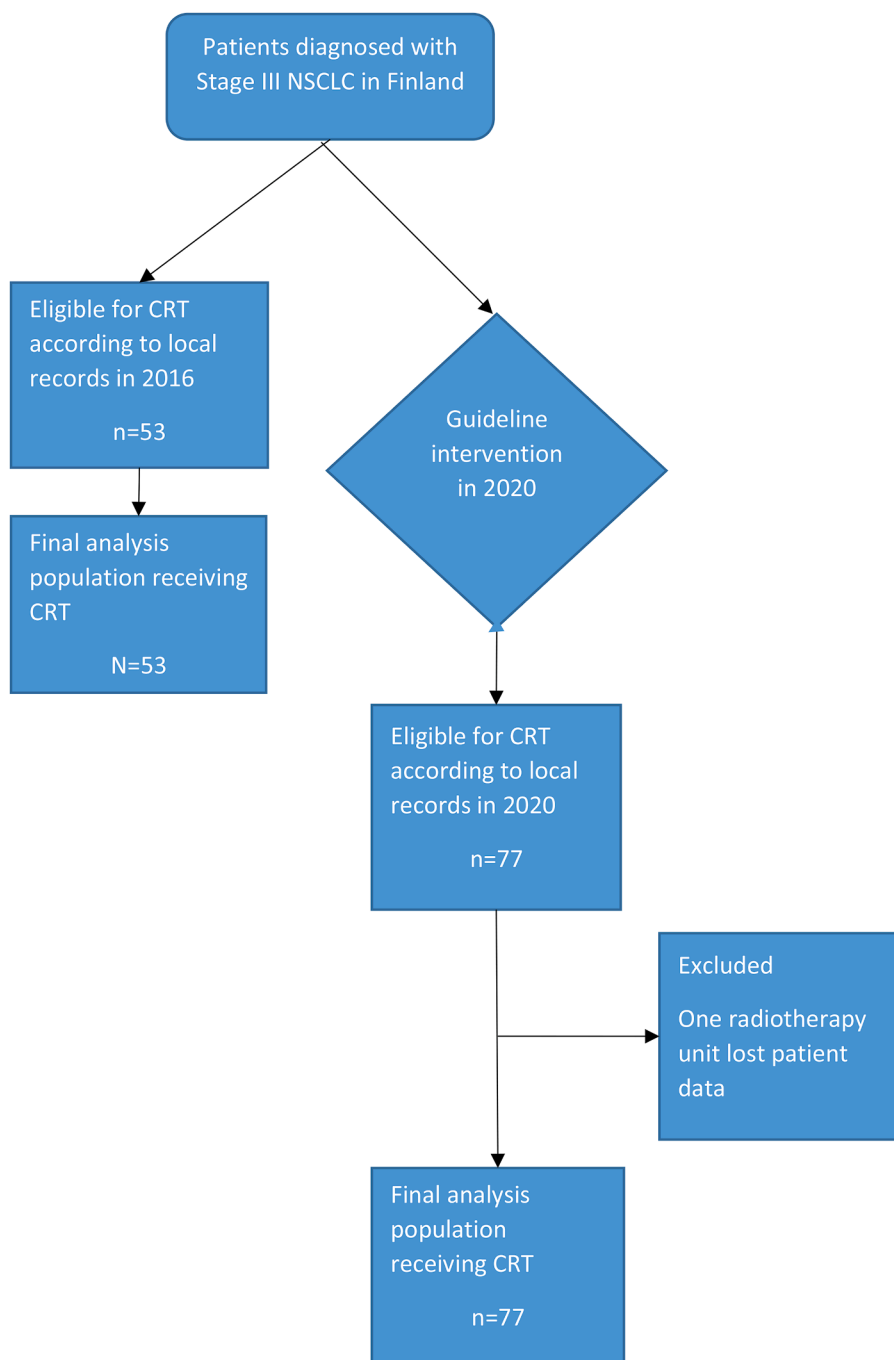 Patients diagnosed with
Stage III NSCLC in Finland
Eligible for CRT
according to local
records in 2016
n=53
Final analysis
population receiving
CRT
N=53
Guideline
intervention
in 2020
Eligible for CRT
according to local
records in 2020
n=77
Excluded
One radiotherapy
unit lost patient
data
Final analysis
population
receiving CRT
n=77